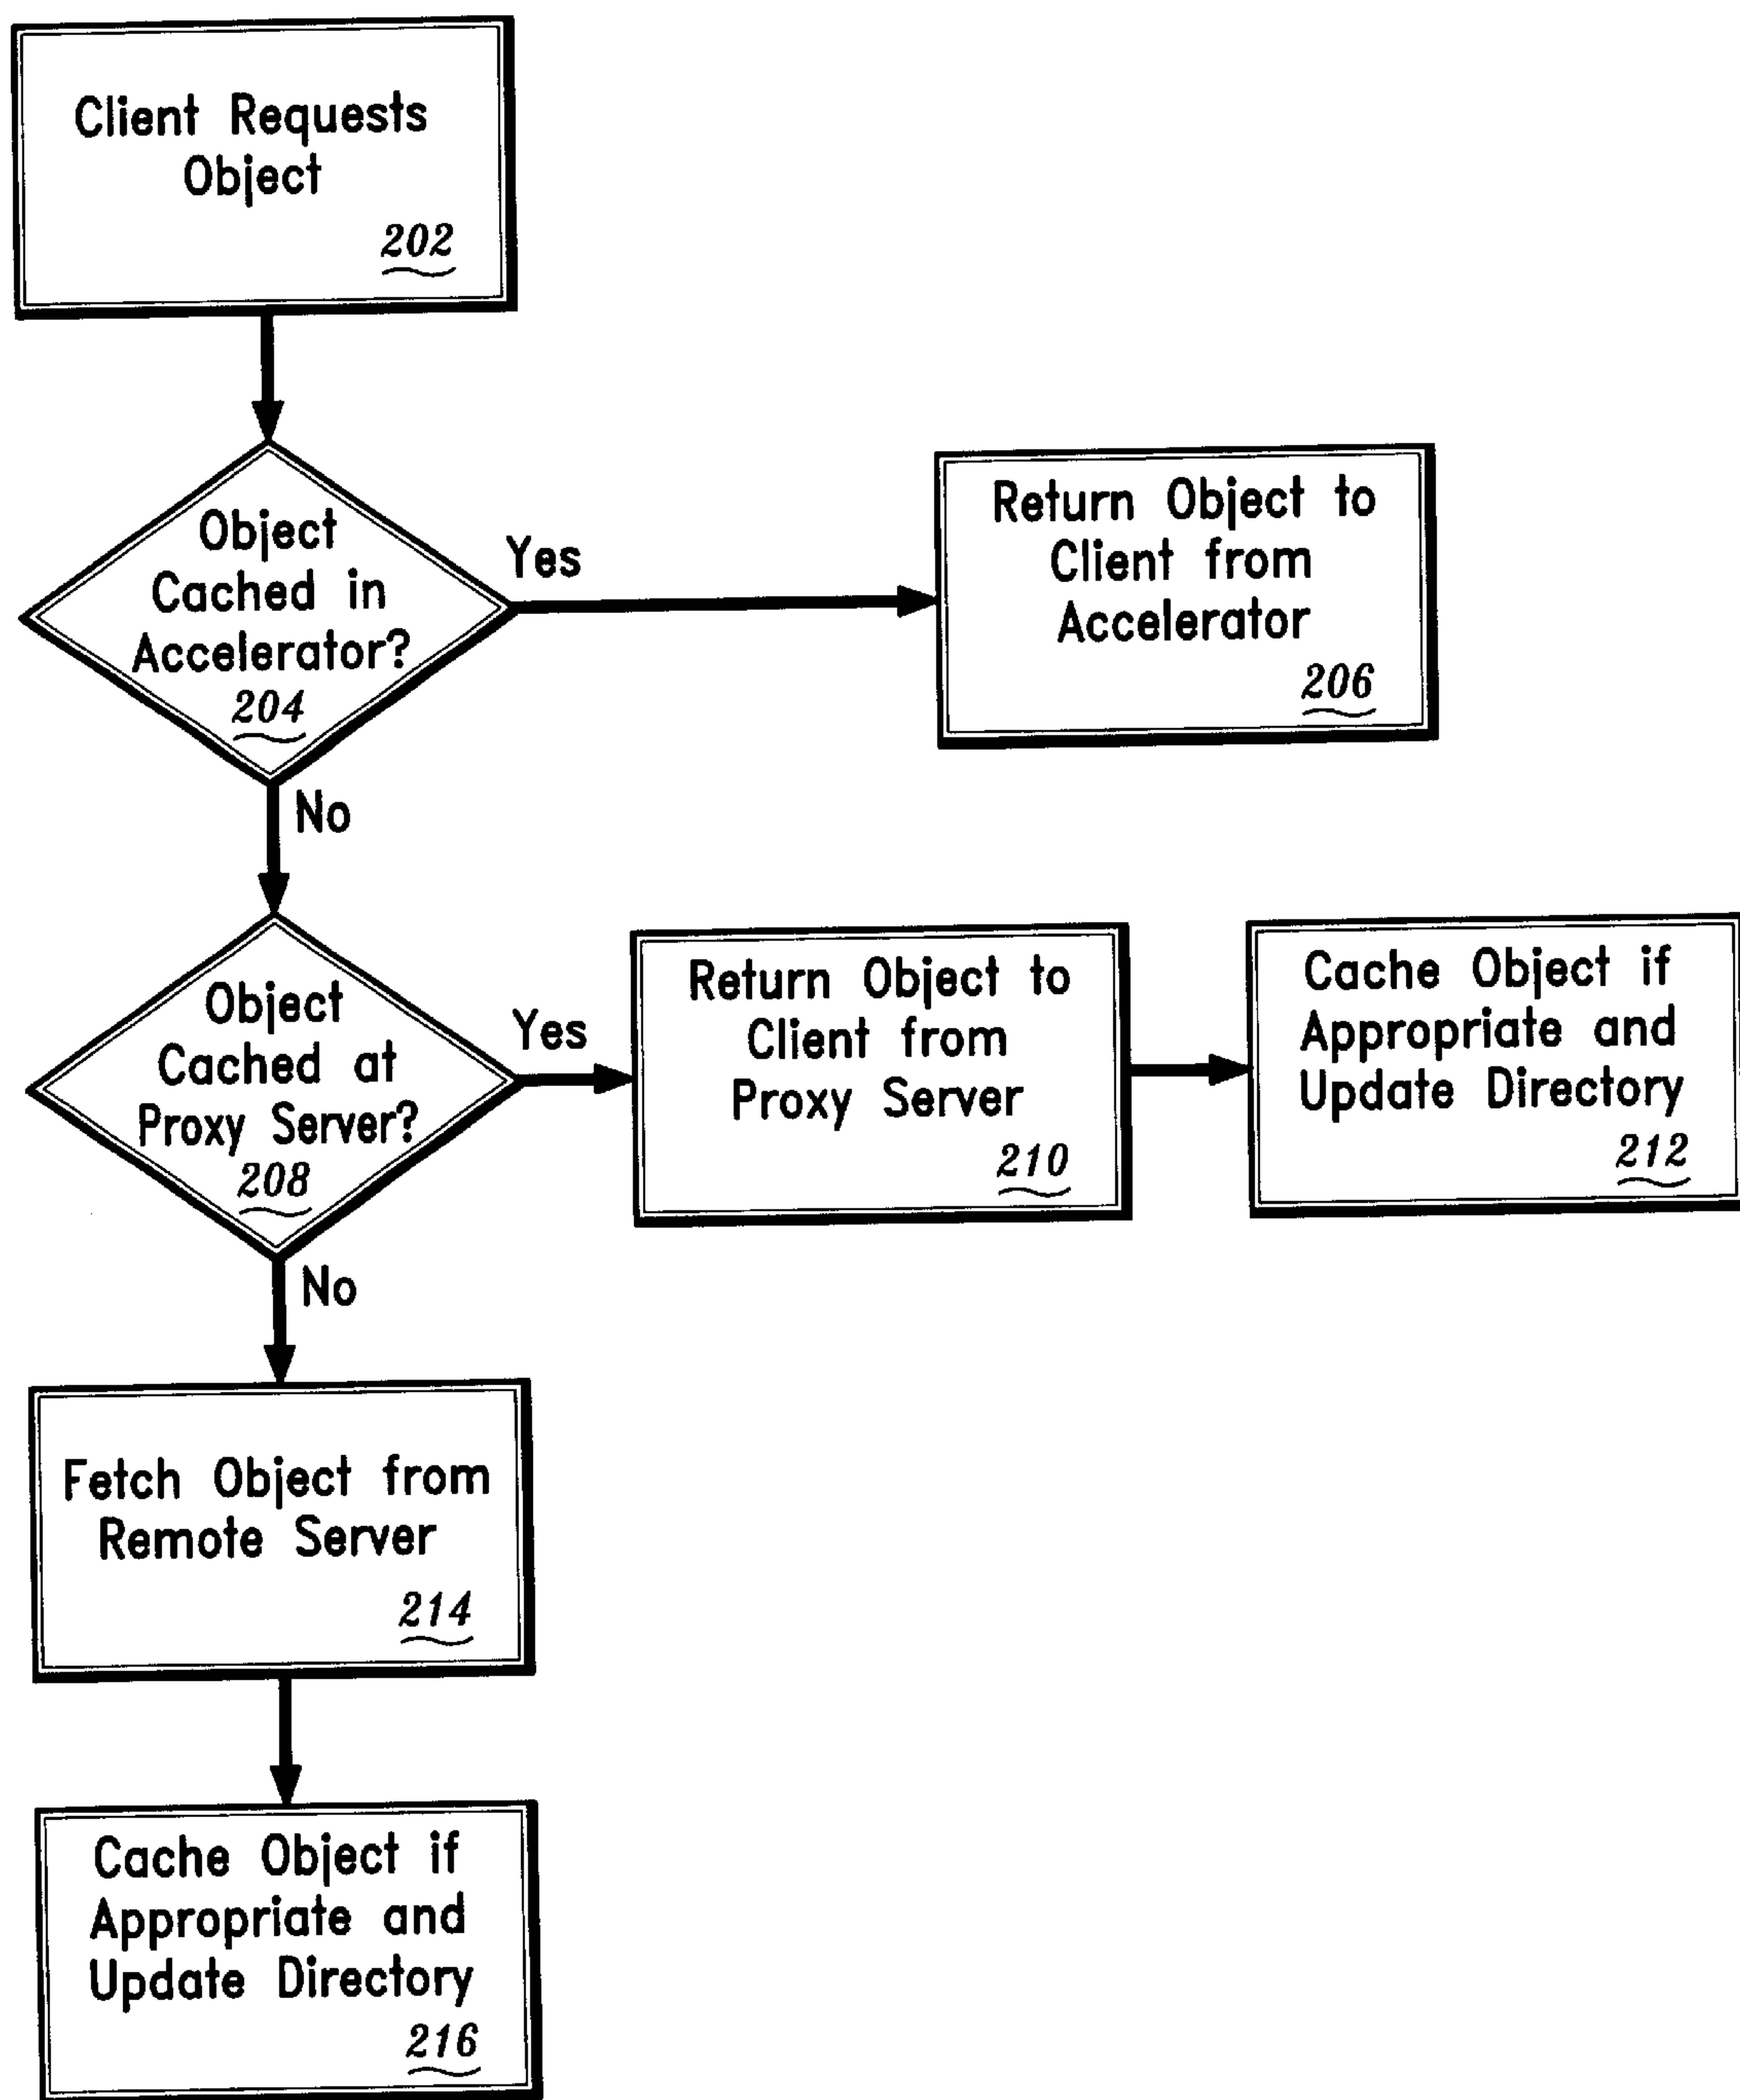 Client Requests
Object
202
Object
Cached in
Accelerator?
204
Yes
Return Object to
Client from
Accelerator
206
No
Object
Cached at
Proxy Server?
208
Yes
Return Object to
Client from
Proxy Server
210
Cache Object if
Appropriate and
Update Directory
212
No
Fetch Object from
Remote Server
214
Cache Object if
Appropriate and
Update Directory
216